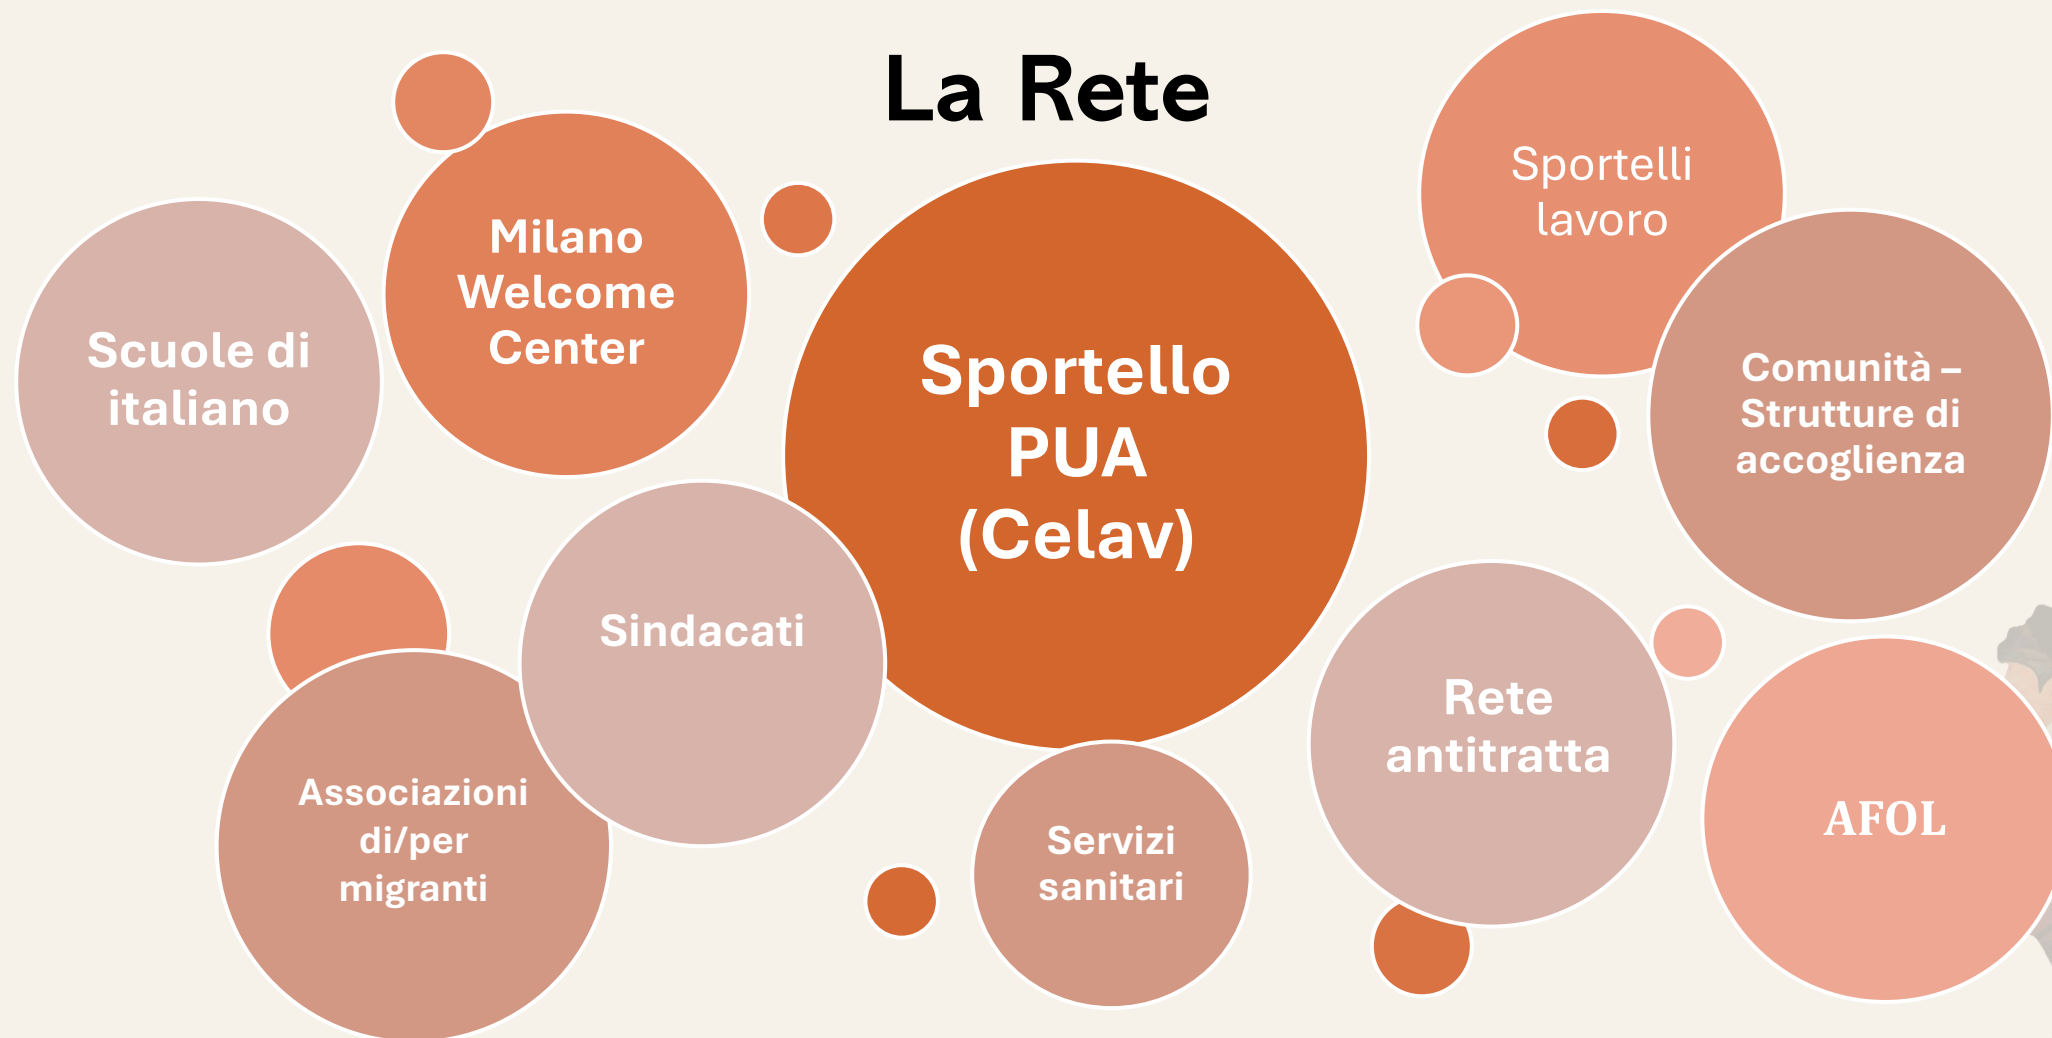 La Rete
Scuole di
italiano
Milano
Welcome
Center
Sportello
PUA
(Celav)
Sportelli
lavoro
Comunità –
Strutture di
accoglienza
Sindacati
Associazioni
di/per
migranti
Servizi
sanitari
Rete
antitratta
AFOL